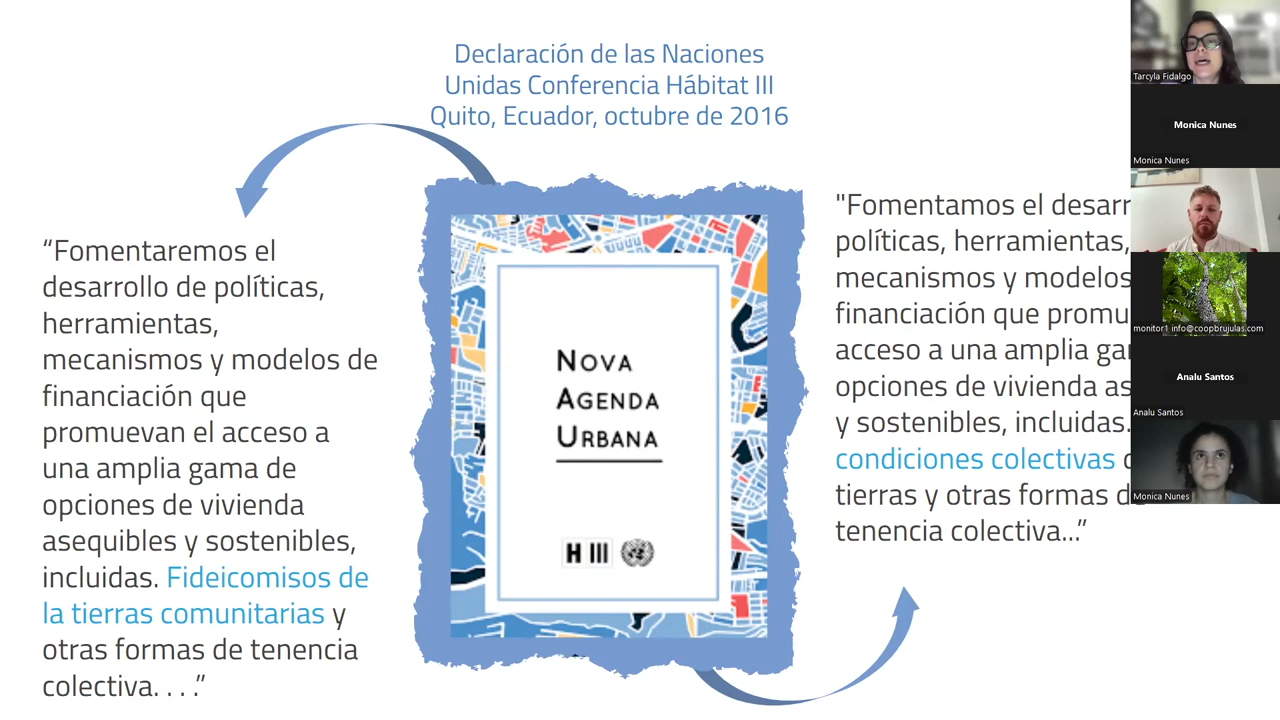 Declaración de las Naciones
Unidas Conferencia Hábitat III
Quito, Ecuador, octubre de 2016
“Fomentaremos el
desarrollo de políticas,
herramientas,
mecanismos y modelos de
financiación que
promuevan el acceso a
una amplia gama de
opciones de vivienda
asequibles y sostenibles,
incluidas. Fideicomisos de
la tierras comunitarias y
otras formas de tenencia
colectiva. . . .”
NOVA
AGENDA
URBANA
H III
"Fomentamos el desarr
políticas, herramientas,
mecanismos y modelos
financiación que promu
acceso a una amplia ga
opciones de vivienda as
y sostenibles, incluidas.
condiciones colectivas
tierras y otras formas d
tenencia colectiva...”
Tarcyla Fidalgo
Monica Nunes
Monica Nunes
monitor1 info@coopbrujulas.com
Analu Santos
Analu Santos
Monica Nunes